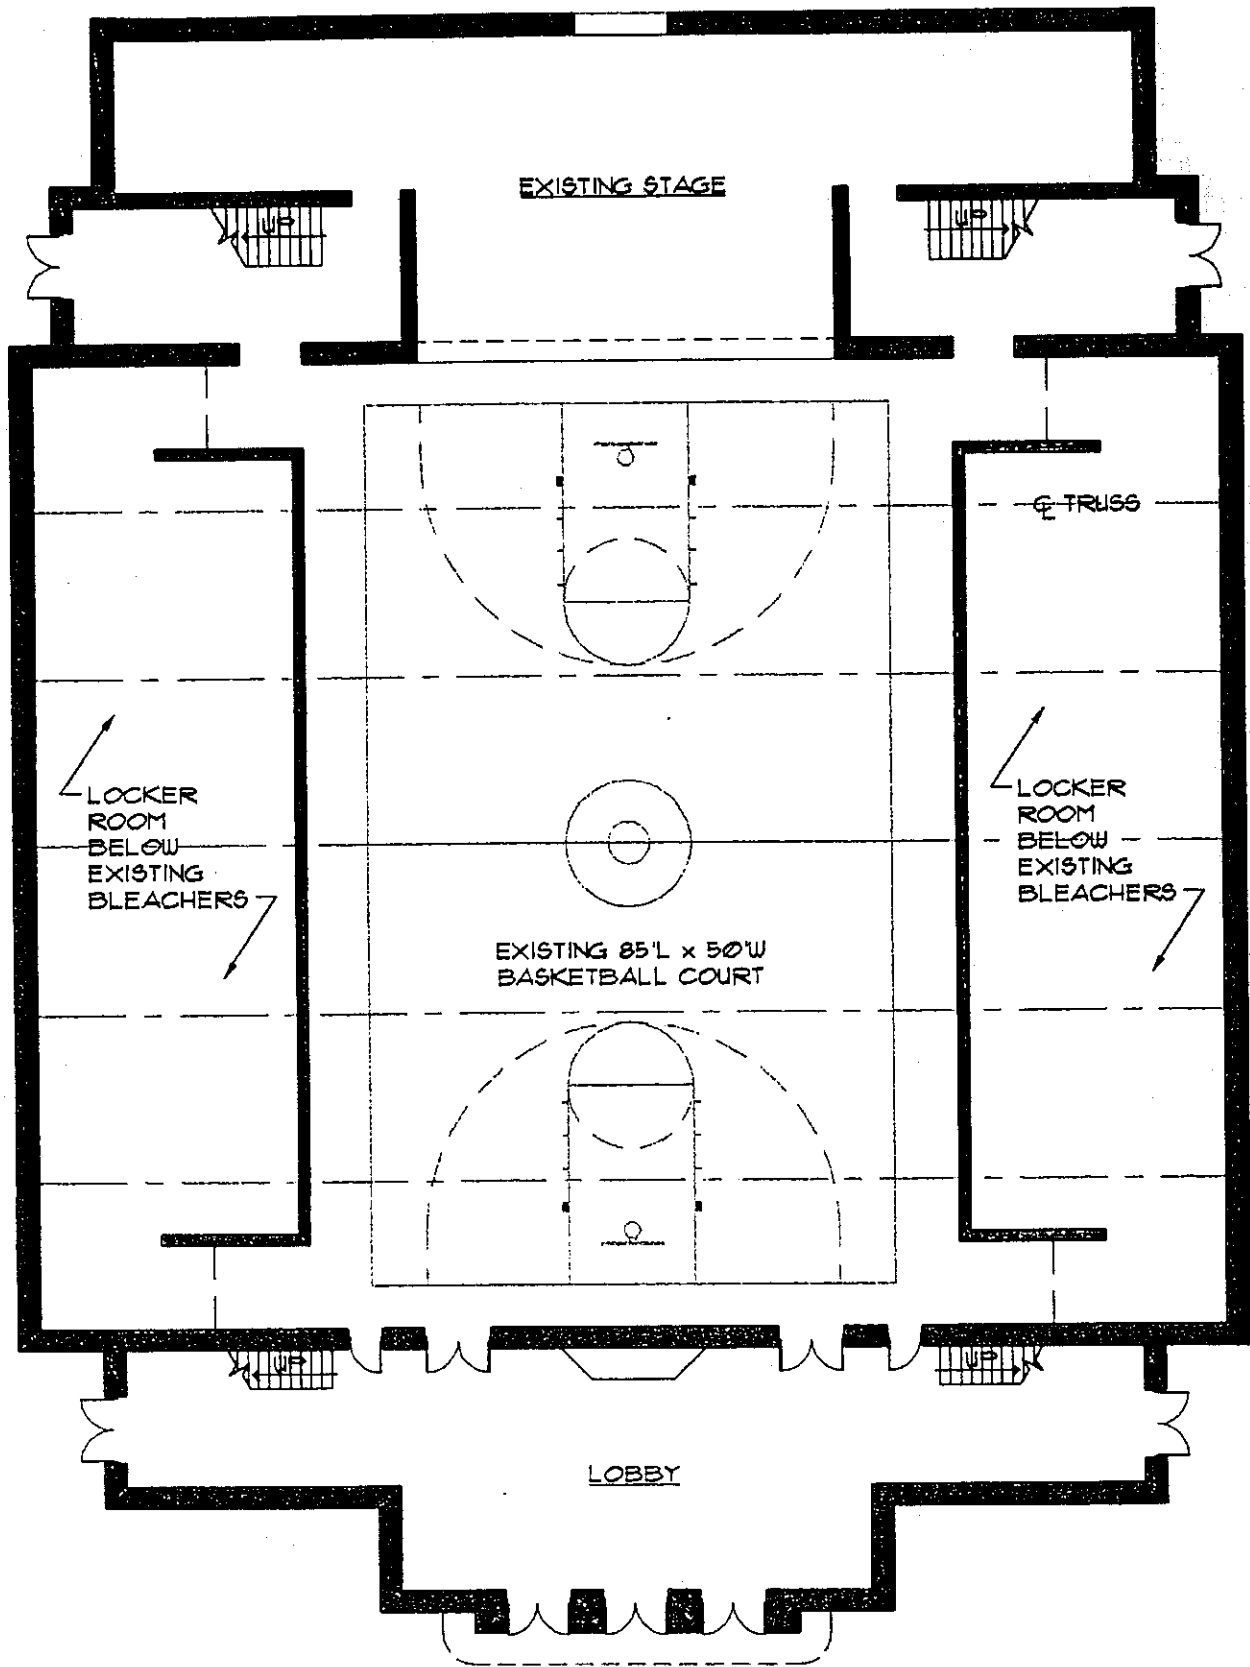 EXISTING STAGE
UP
UP
℄ TRUSS
LOCKER
ROOM
BELOW
EXISTING
BLEACHERS
LOCKER
ROOM
BELOW
EXISTING
BLEACHERS
EXISTING 85'L x 50'W
BASKETBALL COURT
UP
UP
LOBBY